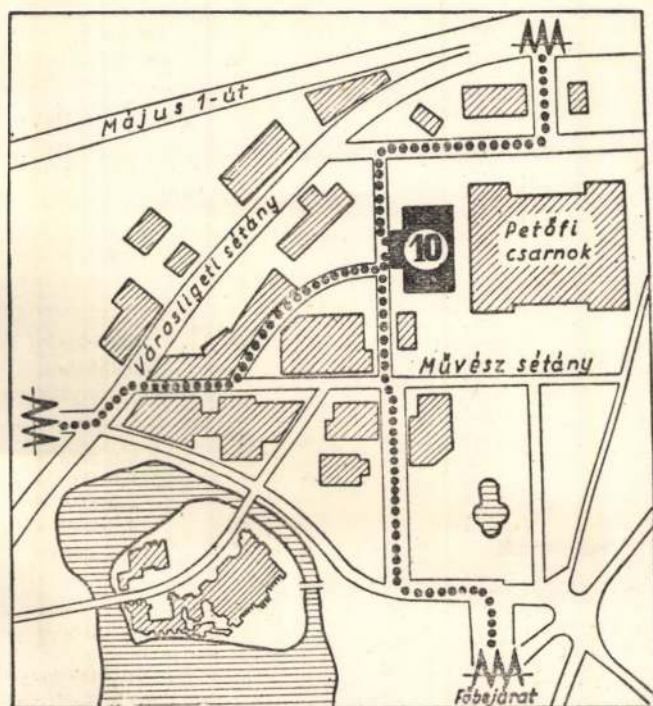 Május 1-út
Városligeti sétány
10
Petőfi
csarnok
Művész sétány
Főbejárat